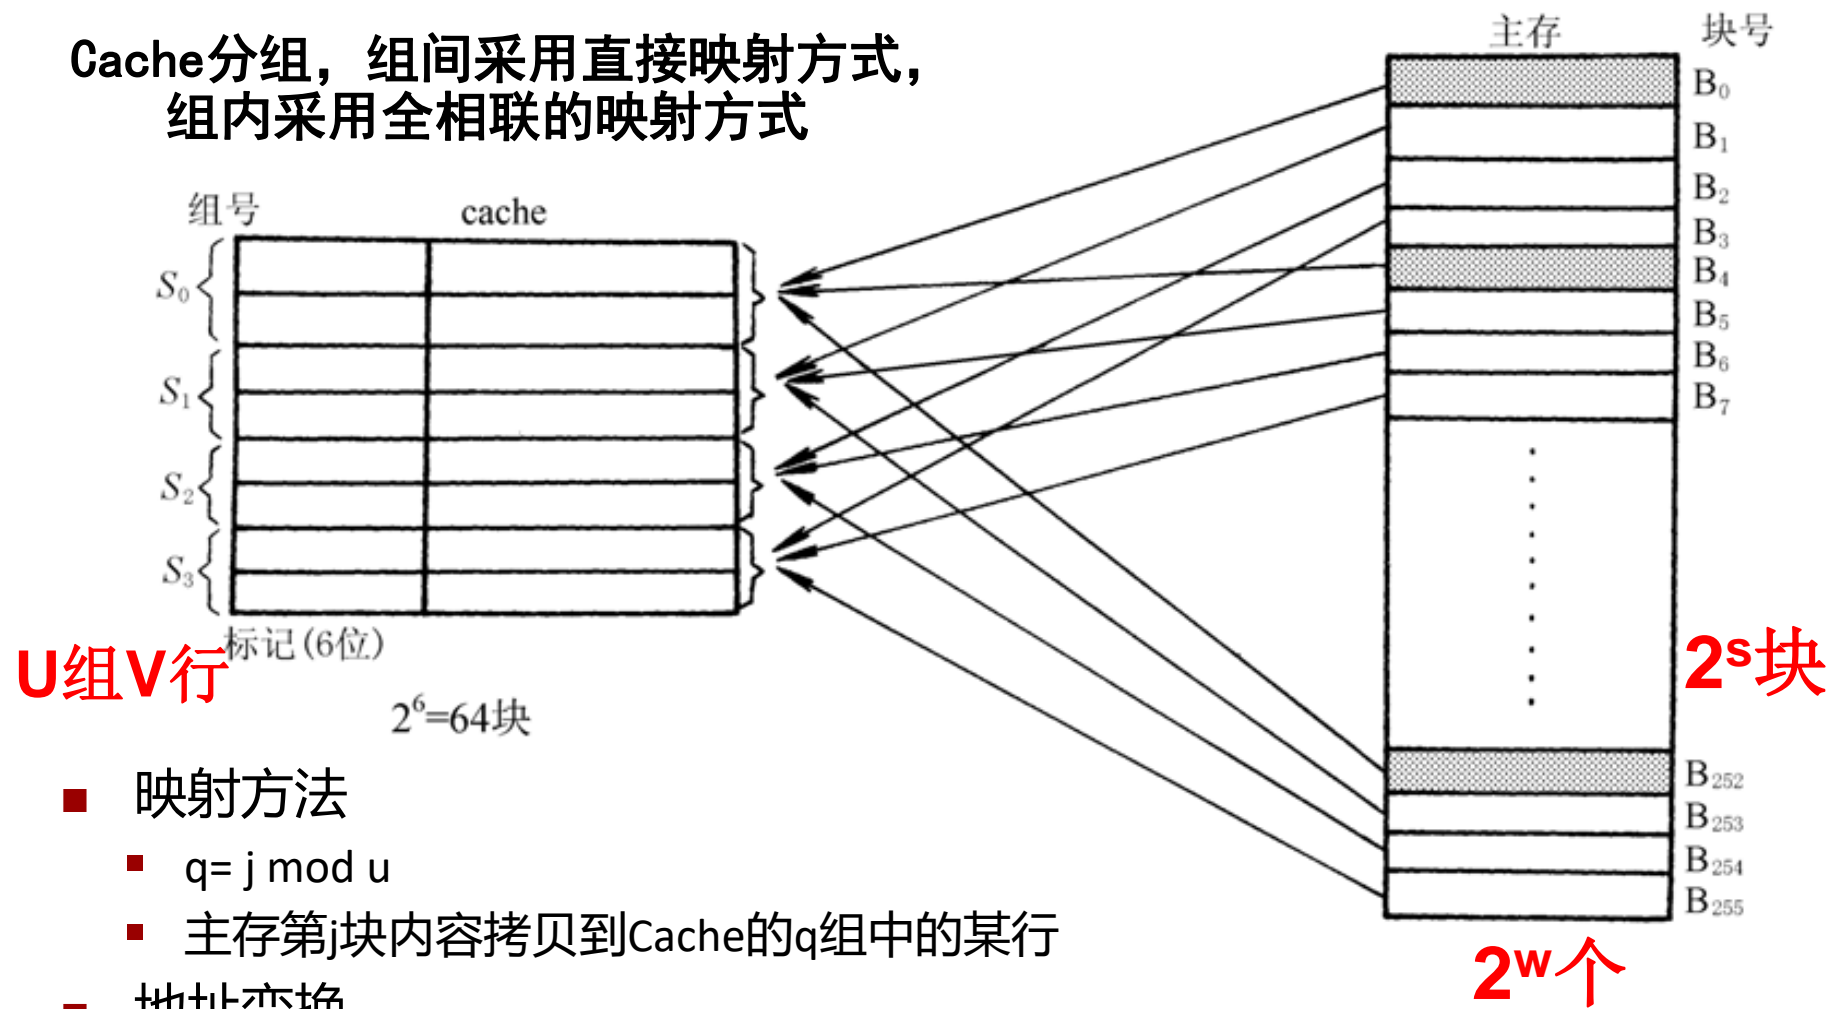 Cache分组，组间采用直接映射方式，
组内采用全相联的映射方式
主存 块号
组号 cache
B₀
B₁
B₂
B₃
B₄
B₅
B₆
B₇
S₀
S₁
S₂
S₃
标记(6位)
U组V行
2⁶=64块
2ˢ块
B₂₅₂
B₂₅₃
B₂₅₄
B₂₅₅
2ʷ个
■ 映射方法
▪ q= j mod u
▪ 主存第j块内容拷贝到Cache的q组中的某行
地址变换